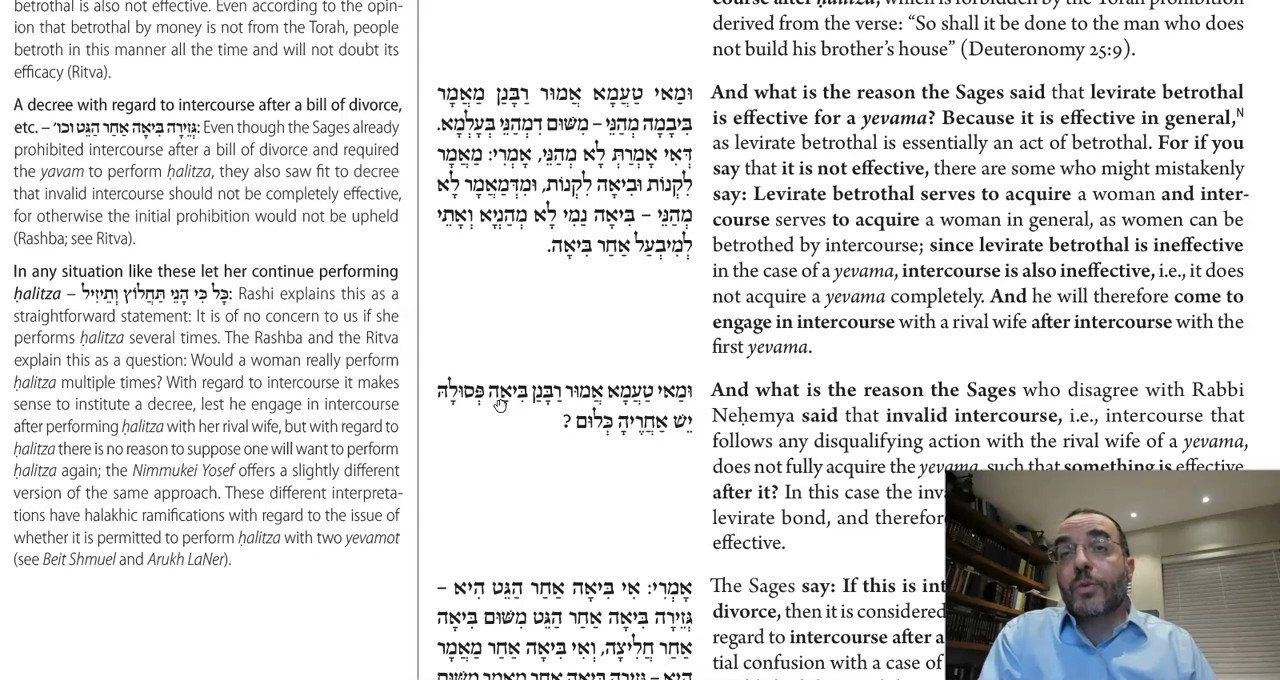 betrothal is also not effective. Even according to the opin-
ion that betrothal by money is not from the Torah, people
betroth in this manner all the time and will not doubt its
efficacy (Ritva).
A decree with regard to intercourse after a bill of divorce,
etc. – גְּזֵירָה בִּיאָה אַחַר הַגֵּט וכו׳: Even though the Sages already
prohibited intercourse after a bill of divorce and required
the yavam to perform ḥalitza, they also saw fit to decree
that invalid intercourse should not be completely effective,
for otherwise the initial prohibition would not be upheld
(Rashba; see Ritva).
In any situation like these let her continue performing
ḥalitza – כָּל כִּי הָנֵי תַּחְלוֹץ וְתֵיזִיל: Rashi explains this as a
straightforward statement: It is of no concern to us if she
performs ḥalitza several times. The Rashba and the Ritva
explain this as a question: Would a woman really perform
ḥalitza multiple times? With regard to intercourse it makes
sense to institute a decree, lest he engage in intercourse
after performing ḥalitza with her rival wife, but with regard to
ḥalitza there is no reason to suppose one will want to perform
ḥalitza again; the Nimmukei Yosef offers a slightly different
version of the same approach. These different interpreta-
tions have halakhic ramifications with regard to the issue of
whether it is permitted to perform ḥalitza with two yevamot
(see Beit Shmuel and Arukh LaNer).
וּמַאי טַעֲמָא אֲמוּר רַבָּנַן מַאֲמָר
בִּיבָמָה מְהַנֵּי – מִשּׁוּם דִּמְהַנֵּי בְּעָלְמָא.
דְּאִי אָמְרַתְּ לָא מְהַנֵּי, אָמְרִי: מַאֲמָר
לִקְנוֹת וּבִיאָה לִקְנוֹת, וּמִדְּמַאֲמָר לָא
מְהַנֵּי – בִּיאָה נַמִי לָא מְהַנְיָא וְאָתֵי
לְמִיבְעַל אַחַר בִּיאָה.
וּמַאי טַעֲמָא אֲמוּר רַבָּנַן בִּיאָה פְּסוּלָהּ
יֵשׁ אַחֲרֶיהָ כְּלוּם ?
אָמְרִי: אִי בִּיאָה אַחַר הַגֵּט הִיא –
גְּזֵירָה בִּיאָה אַחַר הַגֵּט מִשּׁוּם בִּיאָה
אַחַר חֲלִיצָה, וְאִי בִּיאָה אַחַר מַאֲמָר
הִיא – גְּזֵירָה בִּיאָה אַחַר מַאֲמָר מִשּׁוּם
course after ḥalitza, which is forbidden by the Torah prohibition
derived from the verse: “So shall it be done to the man who does
not build his brother’s house” (Deuteronomy 25:9).
And what is the reason the Sages said that levirate betrothal
is effective for a yevama? Because it is effective in general,N
as levirate betrothal is essentially an act of betrothal. For if you
say that it is not effective, there are some who might mistakenly
say: Levirate betrothal serves to acquire a woman and inter-
course serves to acquire a woman in general, as women can be
betrothed by intercourse; since levirate betrothal is ineffective
in the case of a yevama, intercourse is also ineffective, i.e., it does
not acquire a yevama completely. And he will therefore come to
engage in intercourse with a rival wife after intercourse with the
first yevama.
And what is the reason the Sages who disagree with Rabbi
Neḥemya said that invalid intercourse, i.e., intercourse that
follows any disqualifying action with the rival wife of a yevama,
does not fully acquire the yevama, such that something is effective
after it? In this case the inv
levirate bond, and therefor
effective.
The Sages say: If this is int
divorce, then it is considered
regard to intercourse after a
tial confusion with a case of